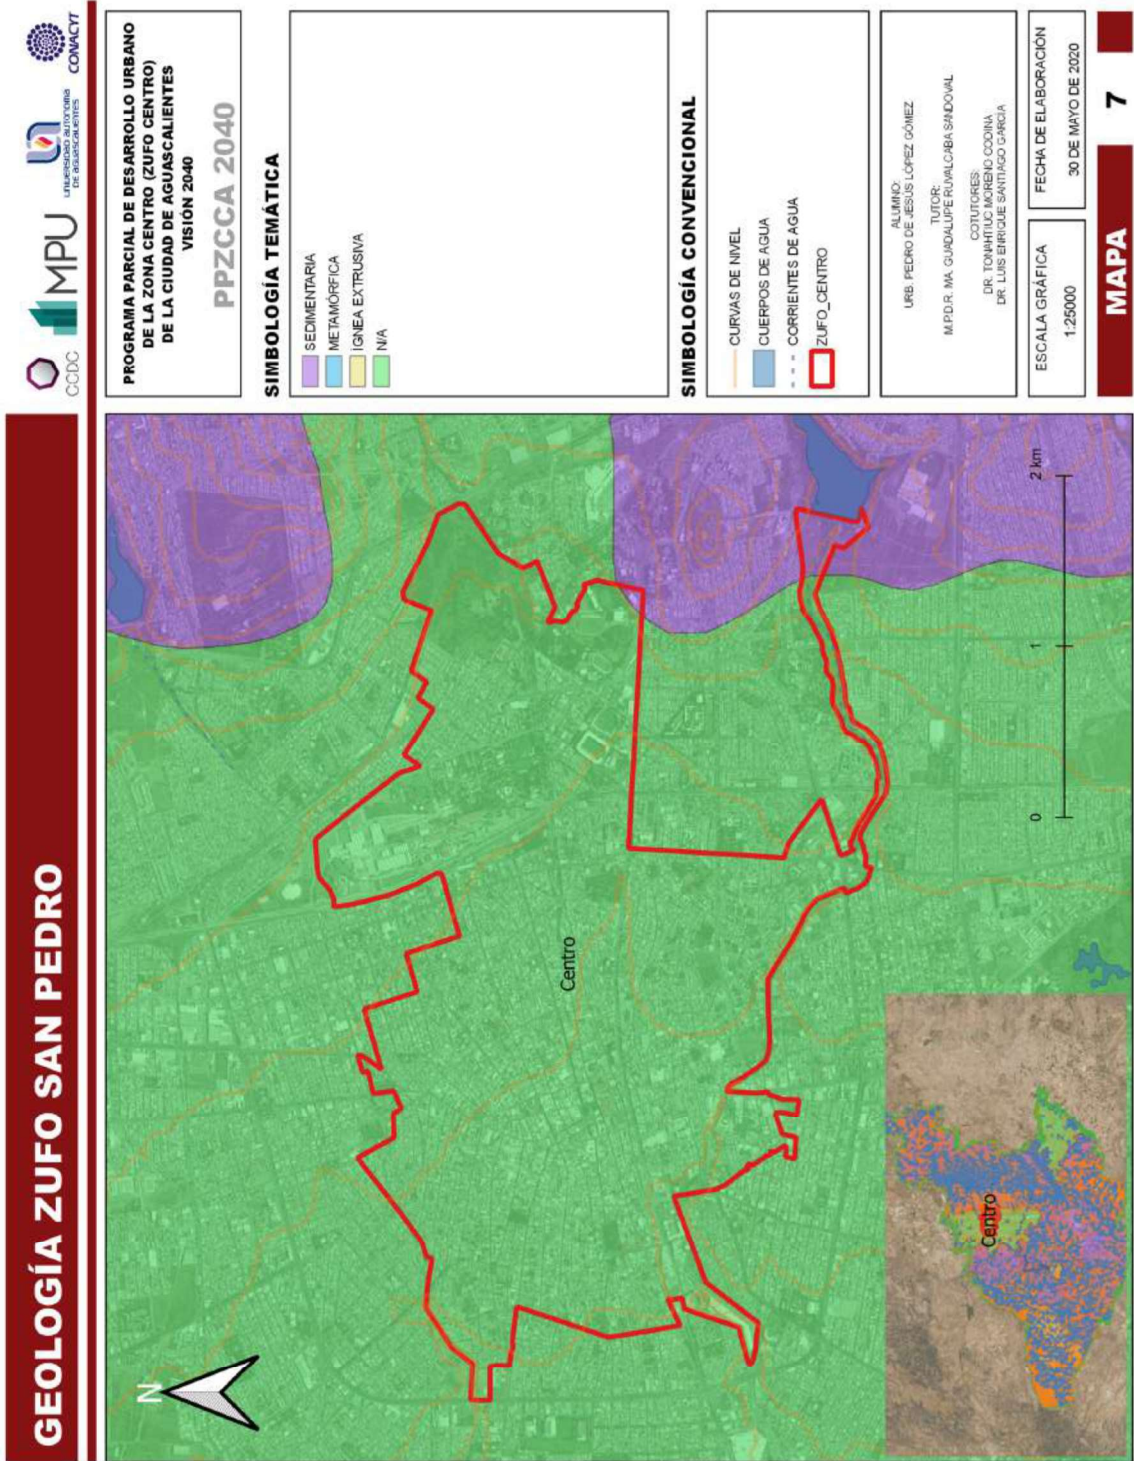 GEOLOGÍA ZUFO SAN PEDRO
CCDC
MPU
UNIVERSIDAD AUTONOMA
DE AGUASCALIENTES
CONACYT
PROGRAMA PARCIAL DE DESARROLLO URBANO
DE LA ZONA CENTRO (ZUFO CENTRO)
DE LA CIUDAD DE AGUASCALIENTES
VISIÓN 2040
PPZCCA 2040
SIMBOLOGÍA TEMÁTICA
SEDIMENTARIA
METAMÓRFICA
ÍGNEA EXTRUSIVA
N/A
SIMBOLOGÍA CONVENCIONAL
CURVAS DE NIVEL
CUERPOS DE AGUA
CORRIENTES DE AGUA
ZUFO_CENTRO
ALUMNO:
URB. PEDRO DE JESÚS LÓPEZ GÓMEZ
TUTOR:
M.P.D.R. MA. GUADALUPE RUVALCABA SANDOVAL
COTUTORES:
DR. TONAHTIUC MORENO CODINA
DR. LUIS ENRIQUE SANTIAGO GARCÍA
ESCALA GRÁFICA
1:25000
FECHA DE ELABORACIÓN
30 DE MAYO DE 2020
MAPA 7
N
Centro
Centro
0 1 2 km